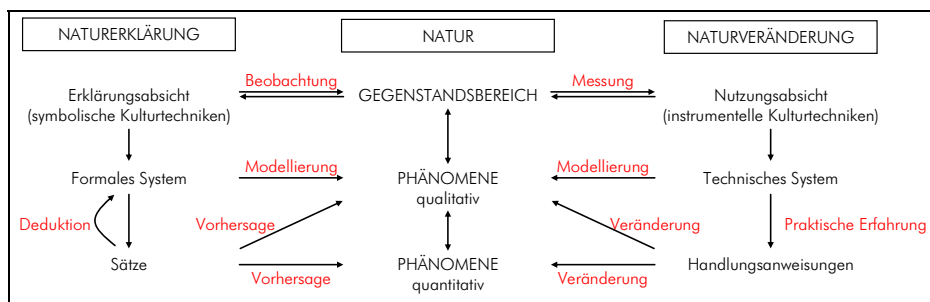 NATURERKLÄRUNG
NATUR
NATURVERÄNDERUNG
Beobachtung
Messung
Erklärungsabsicht
(symbolische Kulturtechniken)
GEGENSTANDSBEREICH
Nutzungsabsicht
(instrumentelle Kulturtechniken)
Modellierung
Modellierung
Formales System
PHÄNOMENE
qualitativ
Technisches System
Deduktion
Vorhersage
Veränderung
Praktische Erfahrung
Sätze
Vorhersage
PHÄNOMENE
quantitativ
Veränderung
Handlungsanweisungen